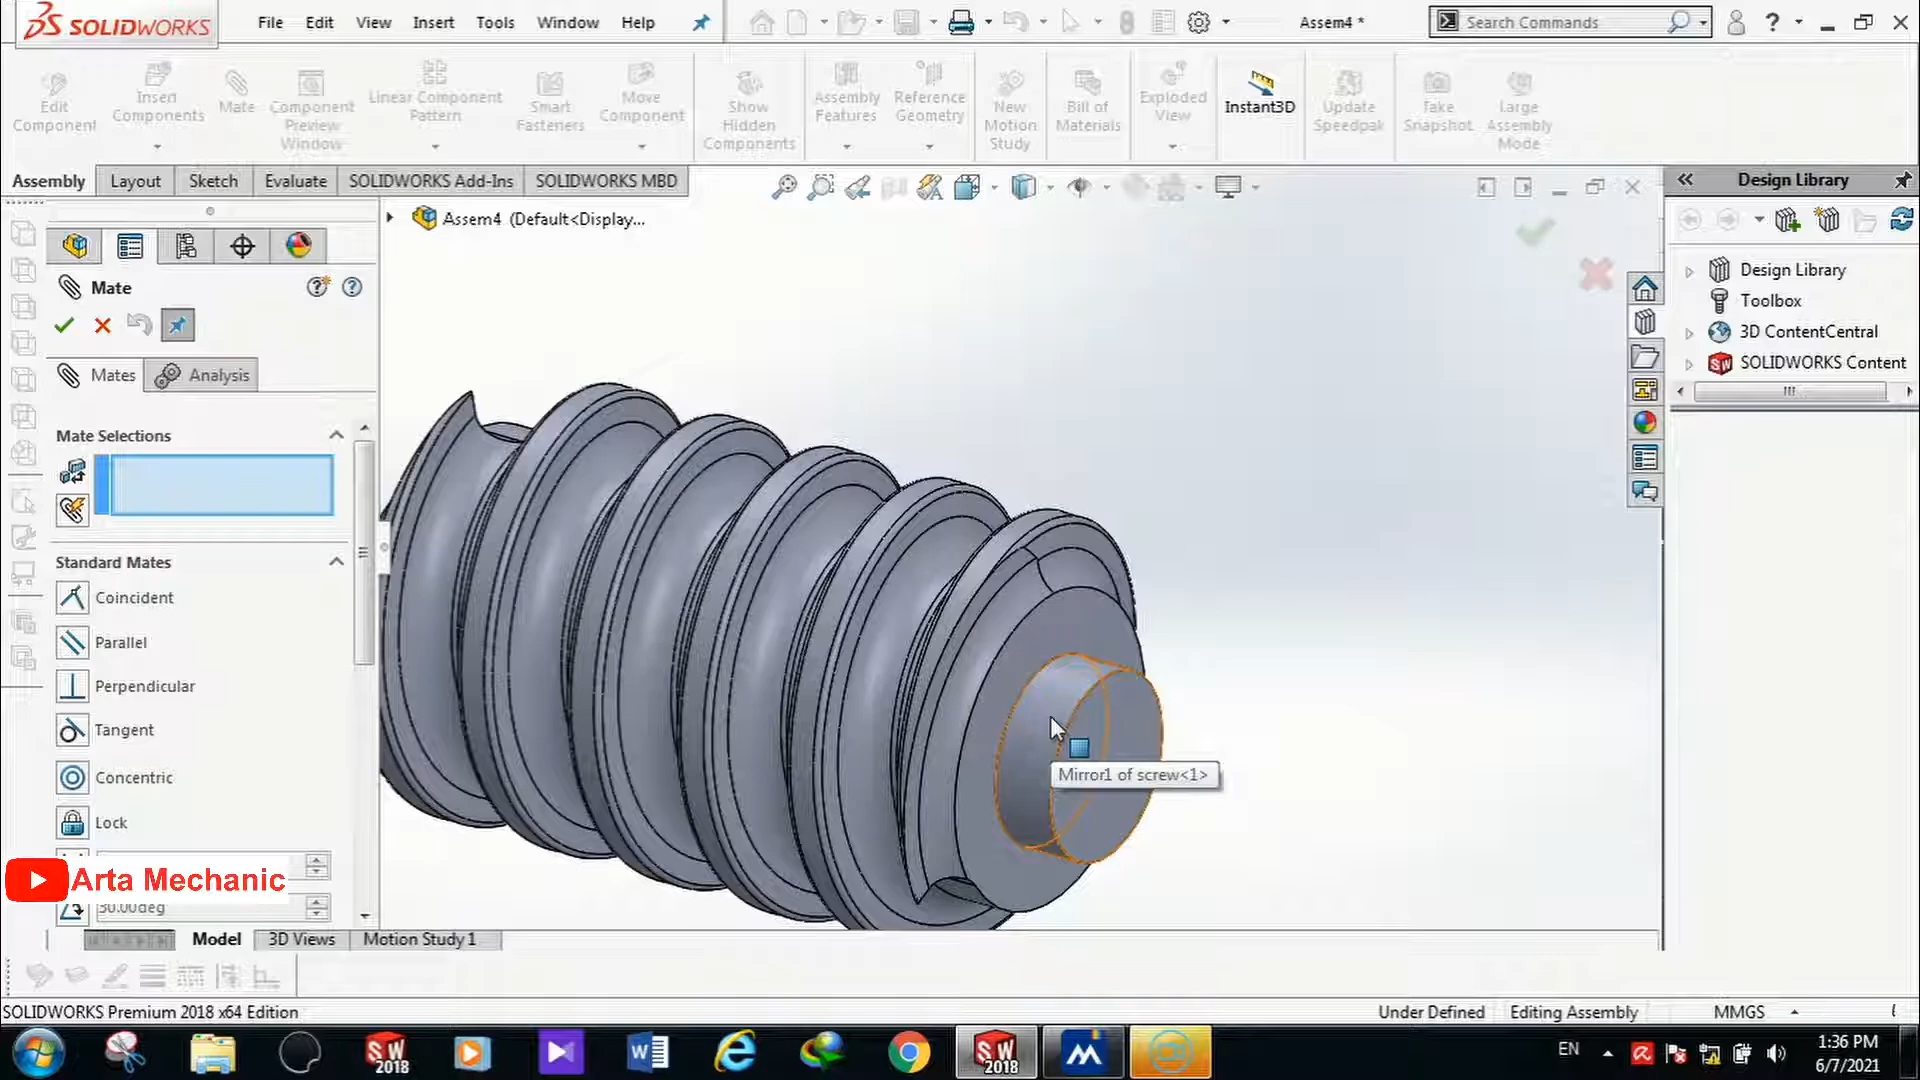 SOLIDWORKS
File Edit View Insert Tools Window Help
Assem4 *
Search Commands
Edit Component
Insert Components
Mate
Component Preview Window
Linear Component Pattern
Smart Fasteners
Move Component
Show Hidden Components
Assembly Features
Reference Geometry
New Motion Study
Bill of Materials
Exploded View
Instant3D
Update Speedpak
Take Snapshot
Large Assembly Mode
Assembly Layout Sketch Evaluate SOLIDWORKS Add-Ins SOLIDWORKS MBD
Design Library
Assem4 (Default<Display...
Design Library
Toolbox
3D ContentCentral
SOLIDWORKS Content
Mate
Mates Analysis
Mate Selections
Standard Mates
Coincident
Parallel
Perpendicular
Tangent
Concentric
Lock
Arta Mechanic
30.00deg
Mirror1 of screw<1>
Model 3D Views Motion Study 1
SOLIDWORKS Premium 2018 x64 Edition
Under Defined Editing Assembly MMGS
SW 2018
SW 2018
EN
1:36 PM
6/7/2021